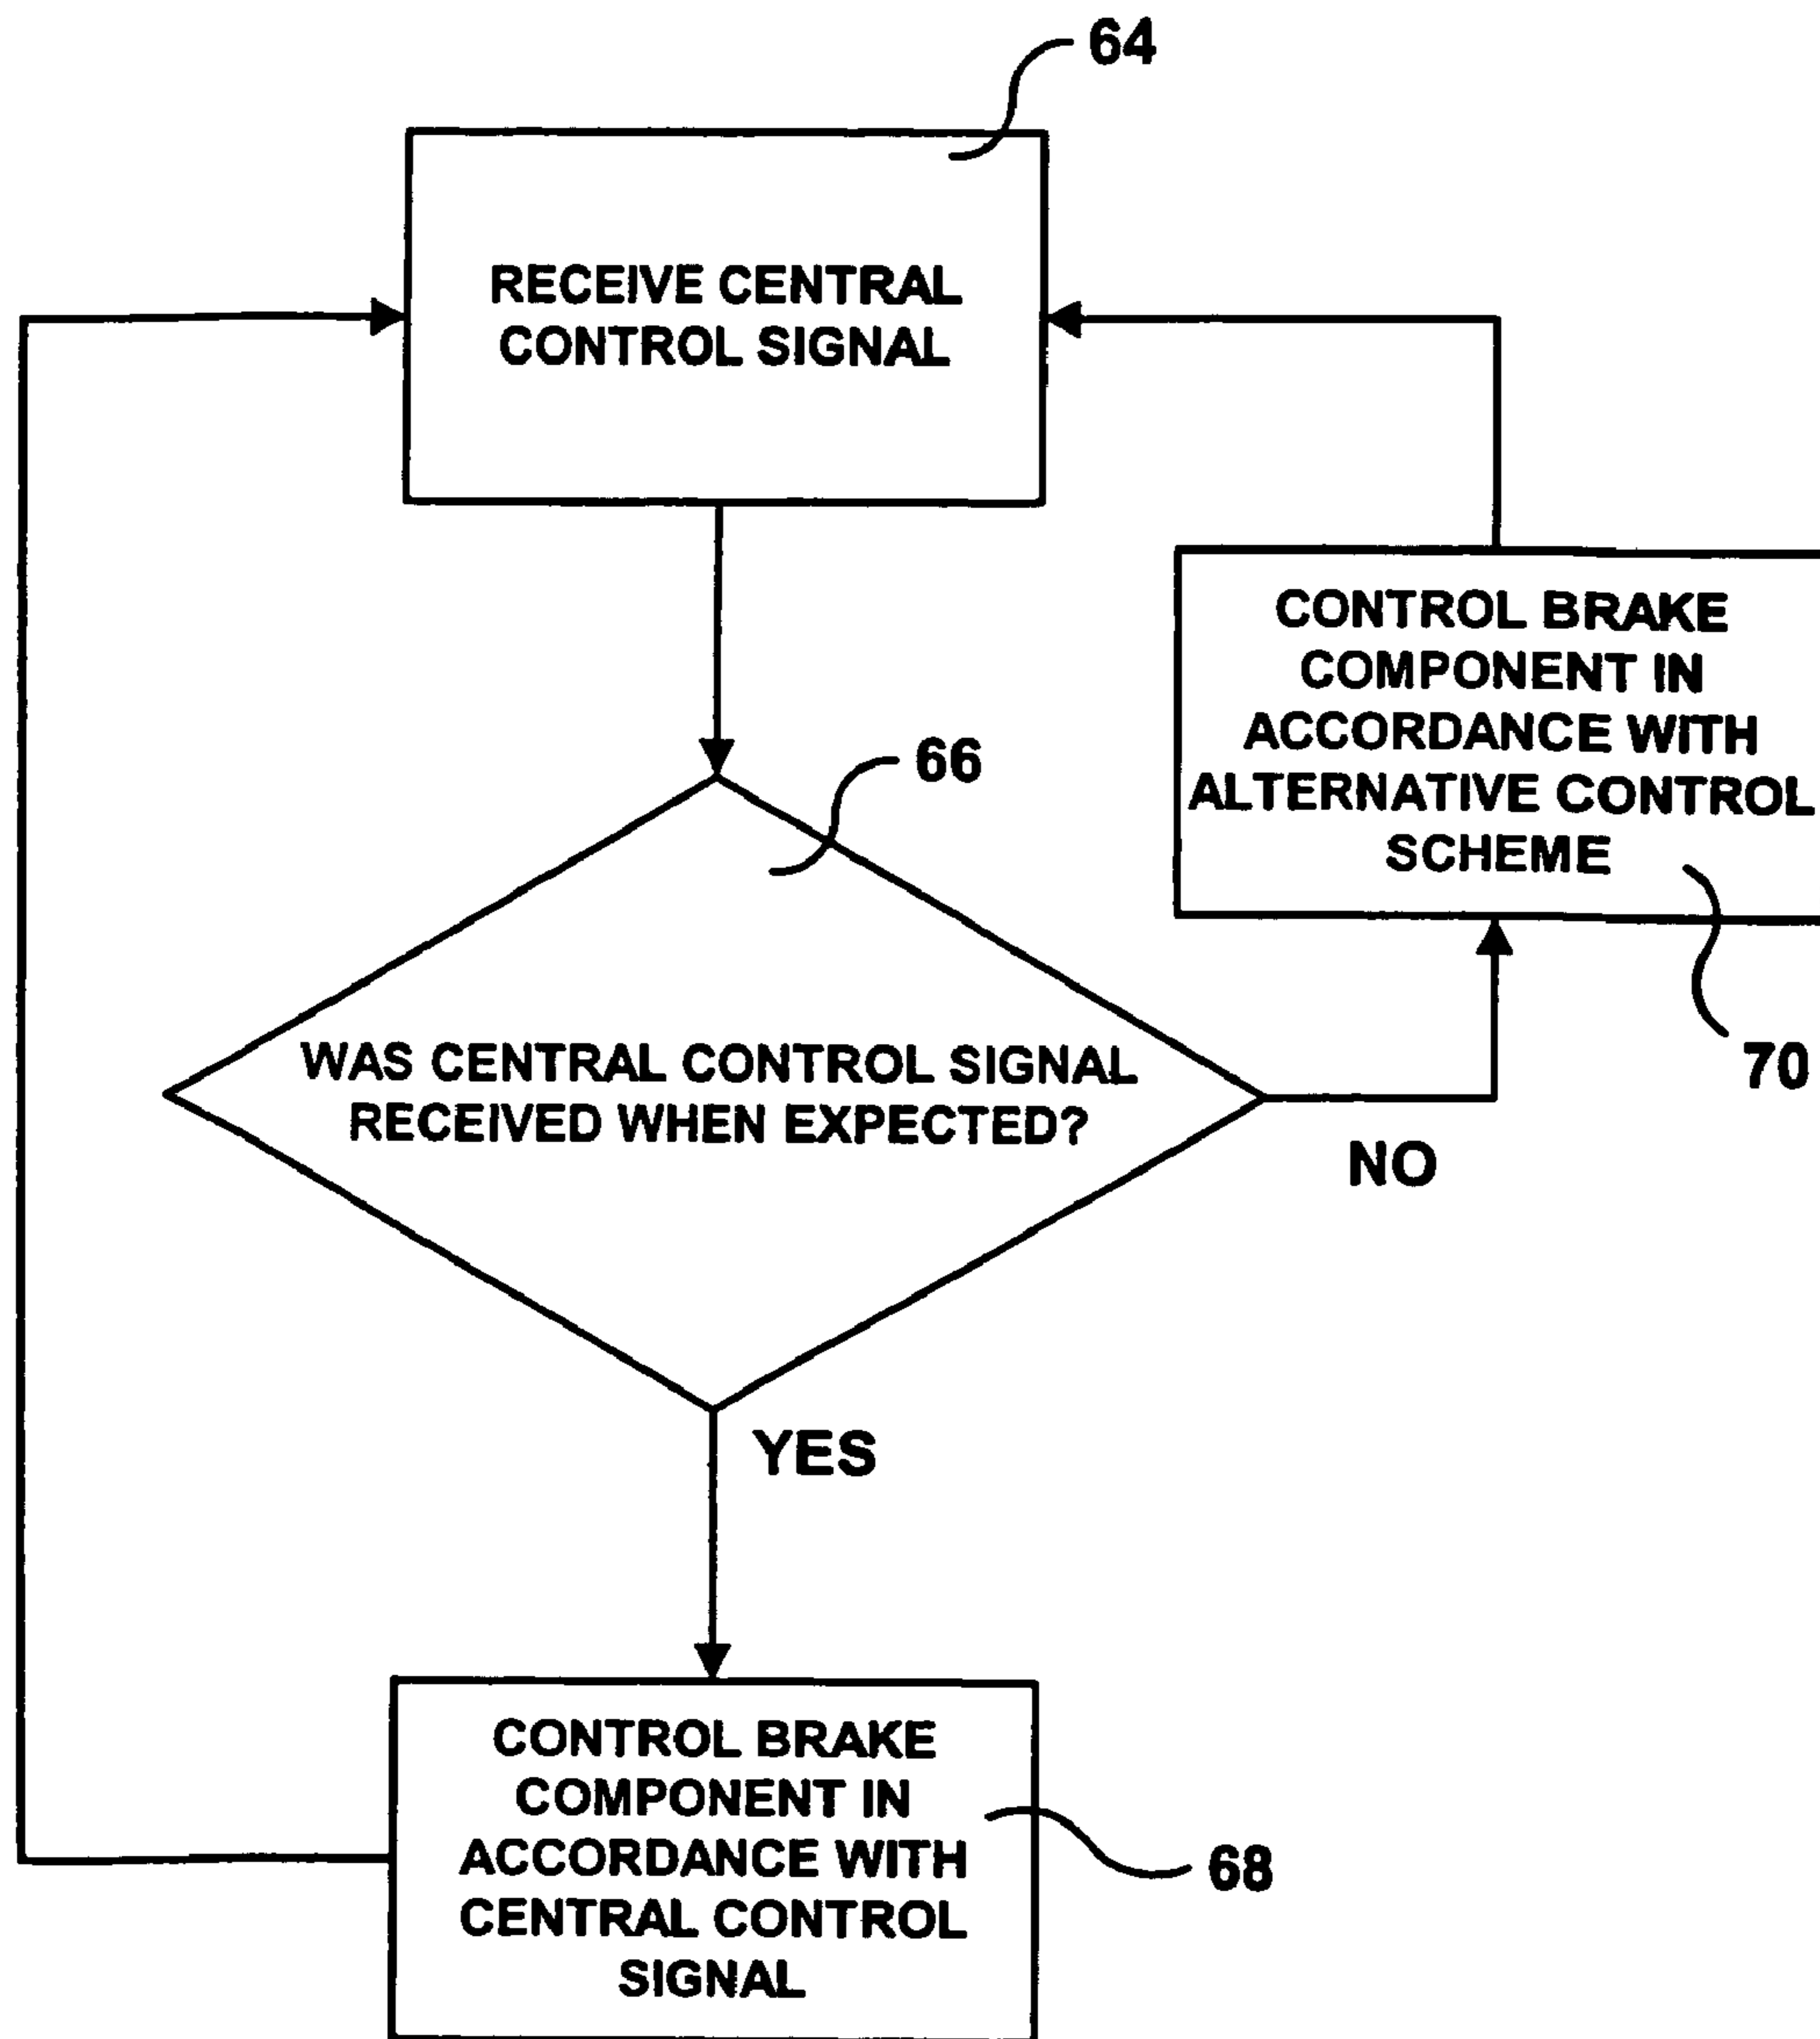 64
RECEIVE CENTRAL
CONTROL SIGNAL
CONTROL BRAKE
COMPONENT IN
ACCORDANCE WITH
ALTERNATIVE CONTROL
SCHEME
70
66
WAS CENTRAL CONTROL SIGNAL
RECEIVED WHEN EXPECTED?
NO
YES
CONTROL BRAKE
COMPONENT IN
ACCORDANCE WITH
CENTRAL CONTROL
SIGNAL
68